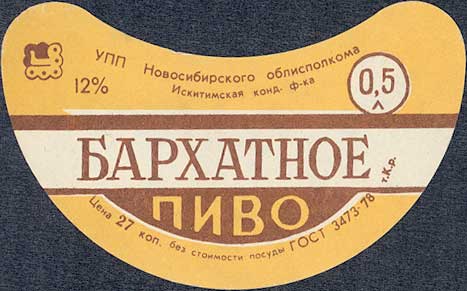 УПП Новосибирского облисполкома
Искитимская конд. ф-ка
12%
0,5 л
БАРХАТНОЕ
т.Кр.
ПИВО
Цена 27 коп. без стоимости посуды ГОСТ 3473-78